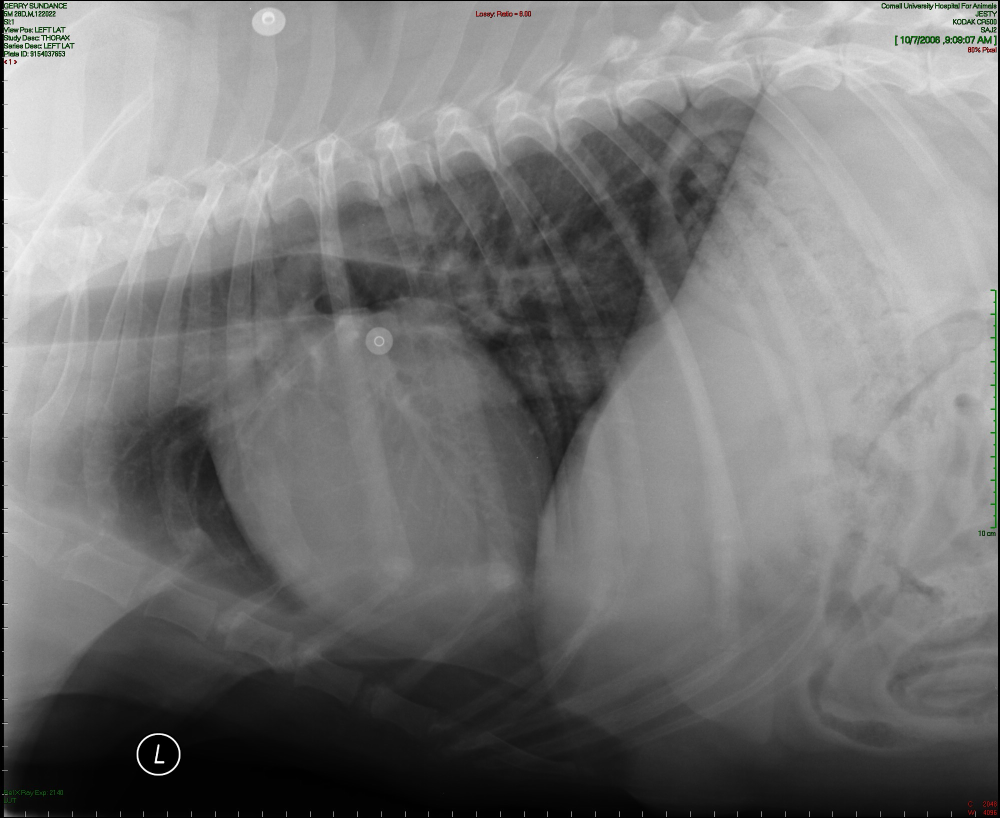 GERRY SUNDANCE
5M 28D,M,122022
SI:1
View Pos: LEFT LAT
Study Desc: THORAX
Series Desc: LEFT LAT
Plate ID: 9154037653
<1>
Lossy: Ratio = 8.00
Cornell University Hospital For Animals
JESTY
KODAK CR500
SAJ2
[ 10/7/2006 ,9:09:07 AM ]
80% Pixel
10 cm
L
Rel X Ray Exp: 2140
LUT
C 2048
W 4096